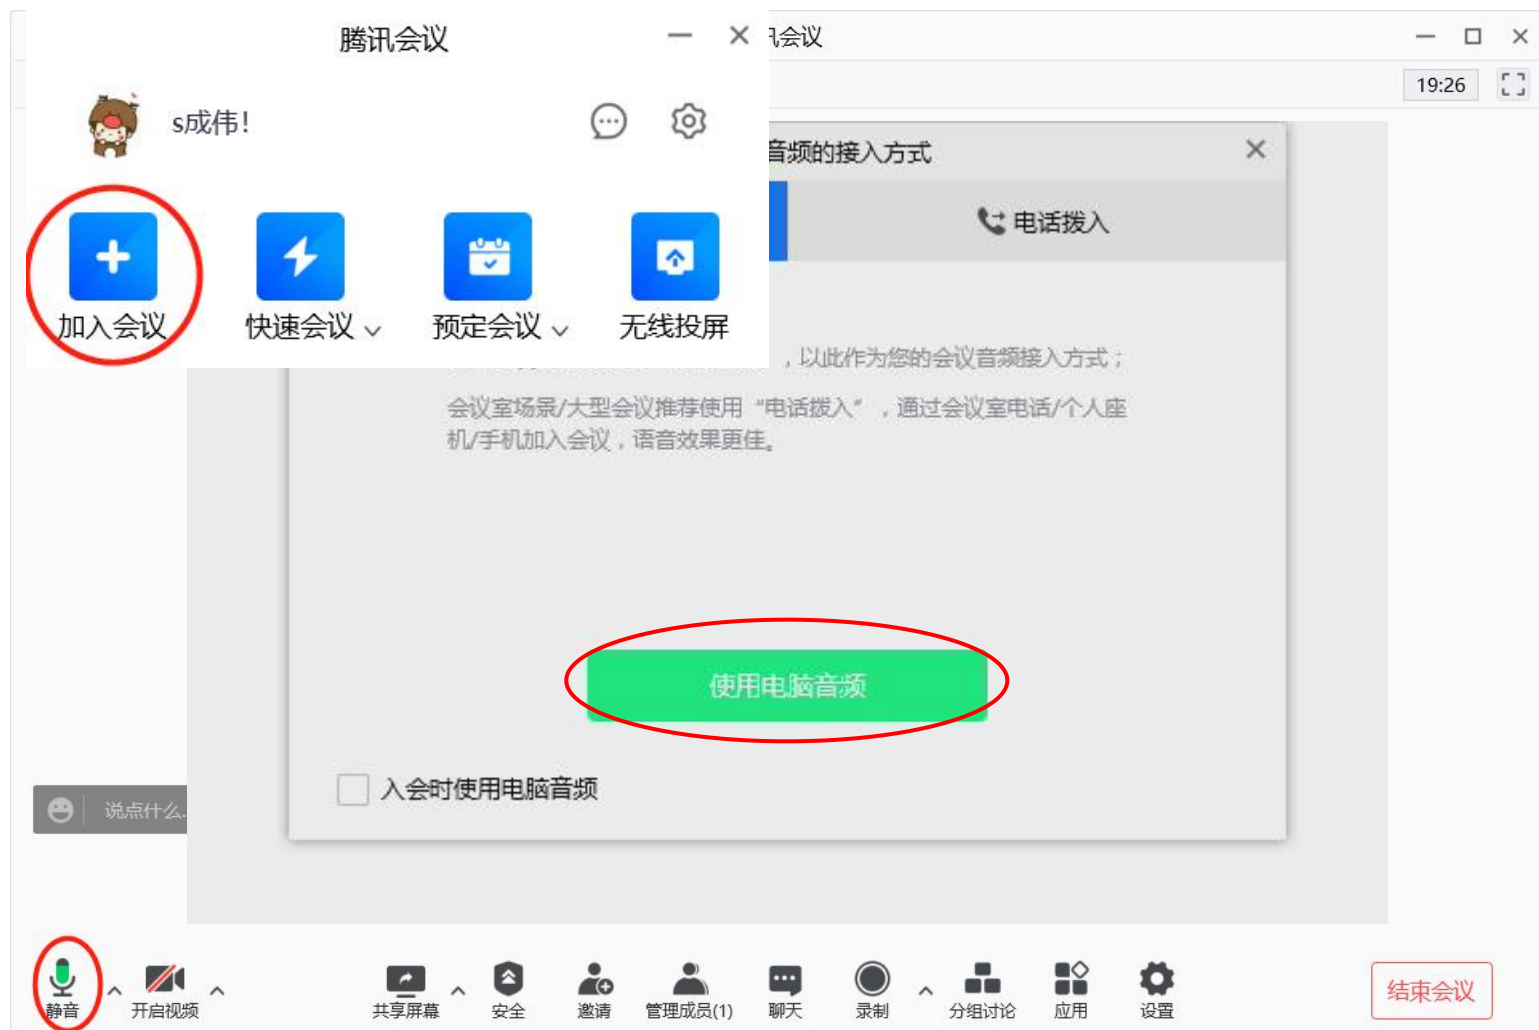 腾讯会议
讯会议
19:26
s成伟!
加入会议
快速会议
预定会议
无线投屏
音频的接入方式
电话拨入
，以此作为您的会议音频接入方式；
会议室场景/大型会议推荐使用“电话拨入”，通过会议室电话/个人座
机/手机加入会议，语音效果更佳。
使用电脑音频
入会时使用电脑音频
说点什么..
静音
开启视频
共享屏幕
安全
邀请
管理成员(1)
聊天
录制
分组讨论
应用
设置
结束会议